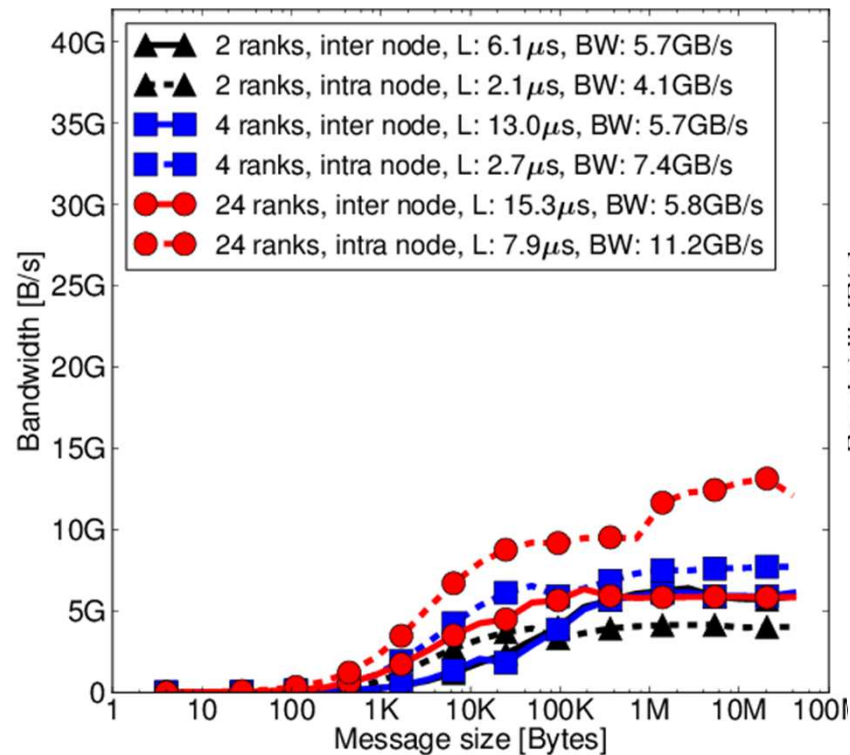 40G
35G
30G
25G
20G
15G
10G
5G
0
Bandwidth [B/s]
2 ranks, inter node, L: 6.1μs, BW: 5.7GB/s
2 ranks, intra node, L: 2.1μs, BW: 4.1GB/s
4 ranks, inter node, L: 13.0μs, BW: 5.7GB/s
4 ranks, intra node, L: 2.7μs, BW: 7.4GB/s
24 ranks, inter node, L: 15.3μs, BW: 5.8GB/s
24 ranks, intra node, L: 7.9μs, BW: 11.2GB/s
1 10 100 1K 10K 100K 1M 10M 100
Message size [Bytes]